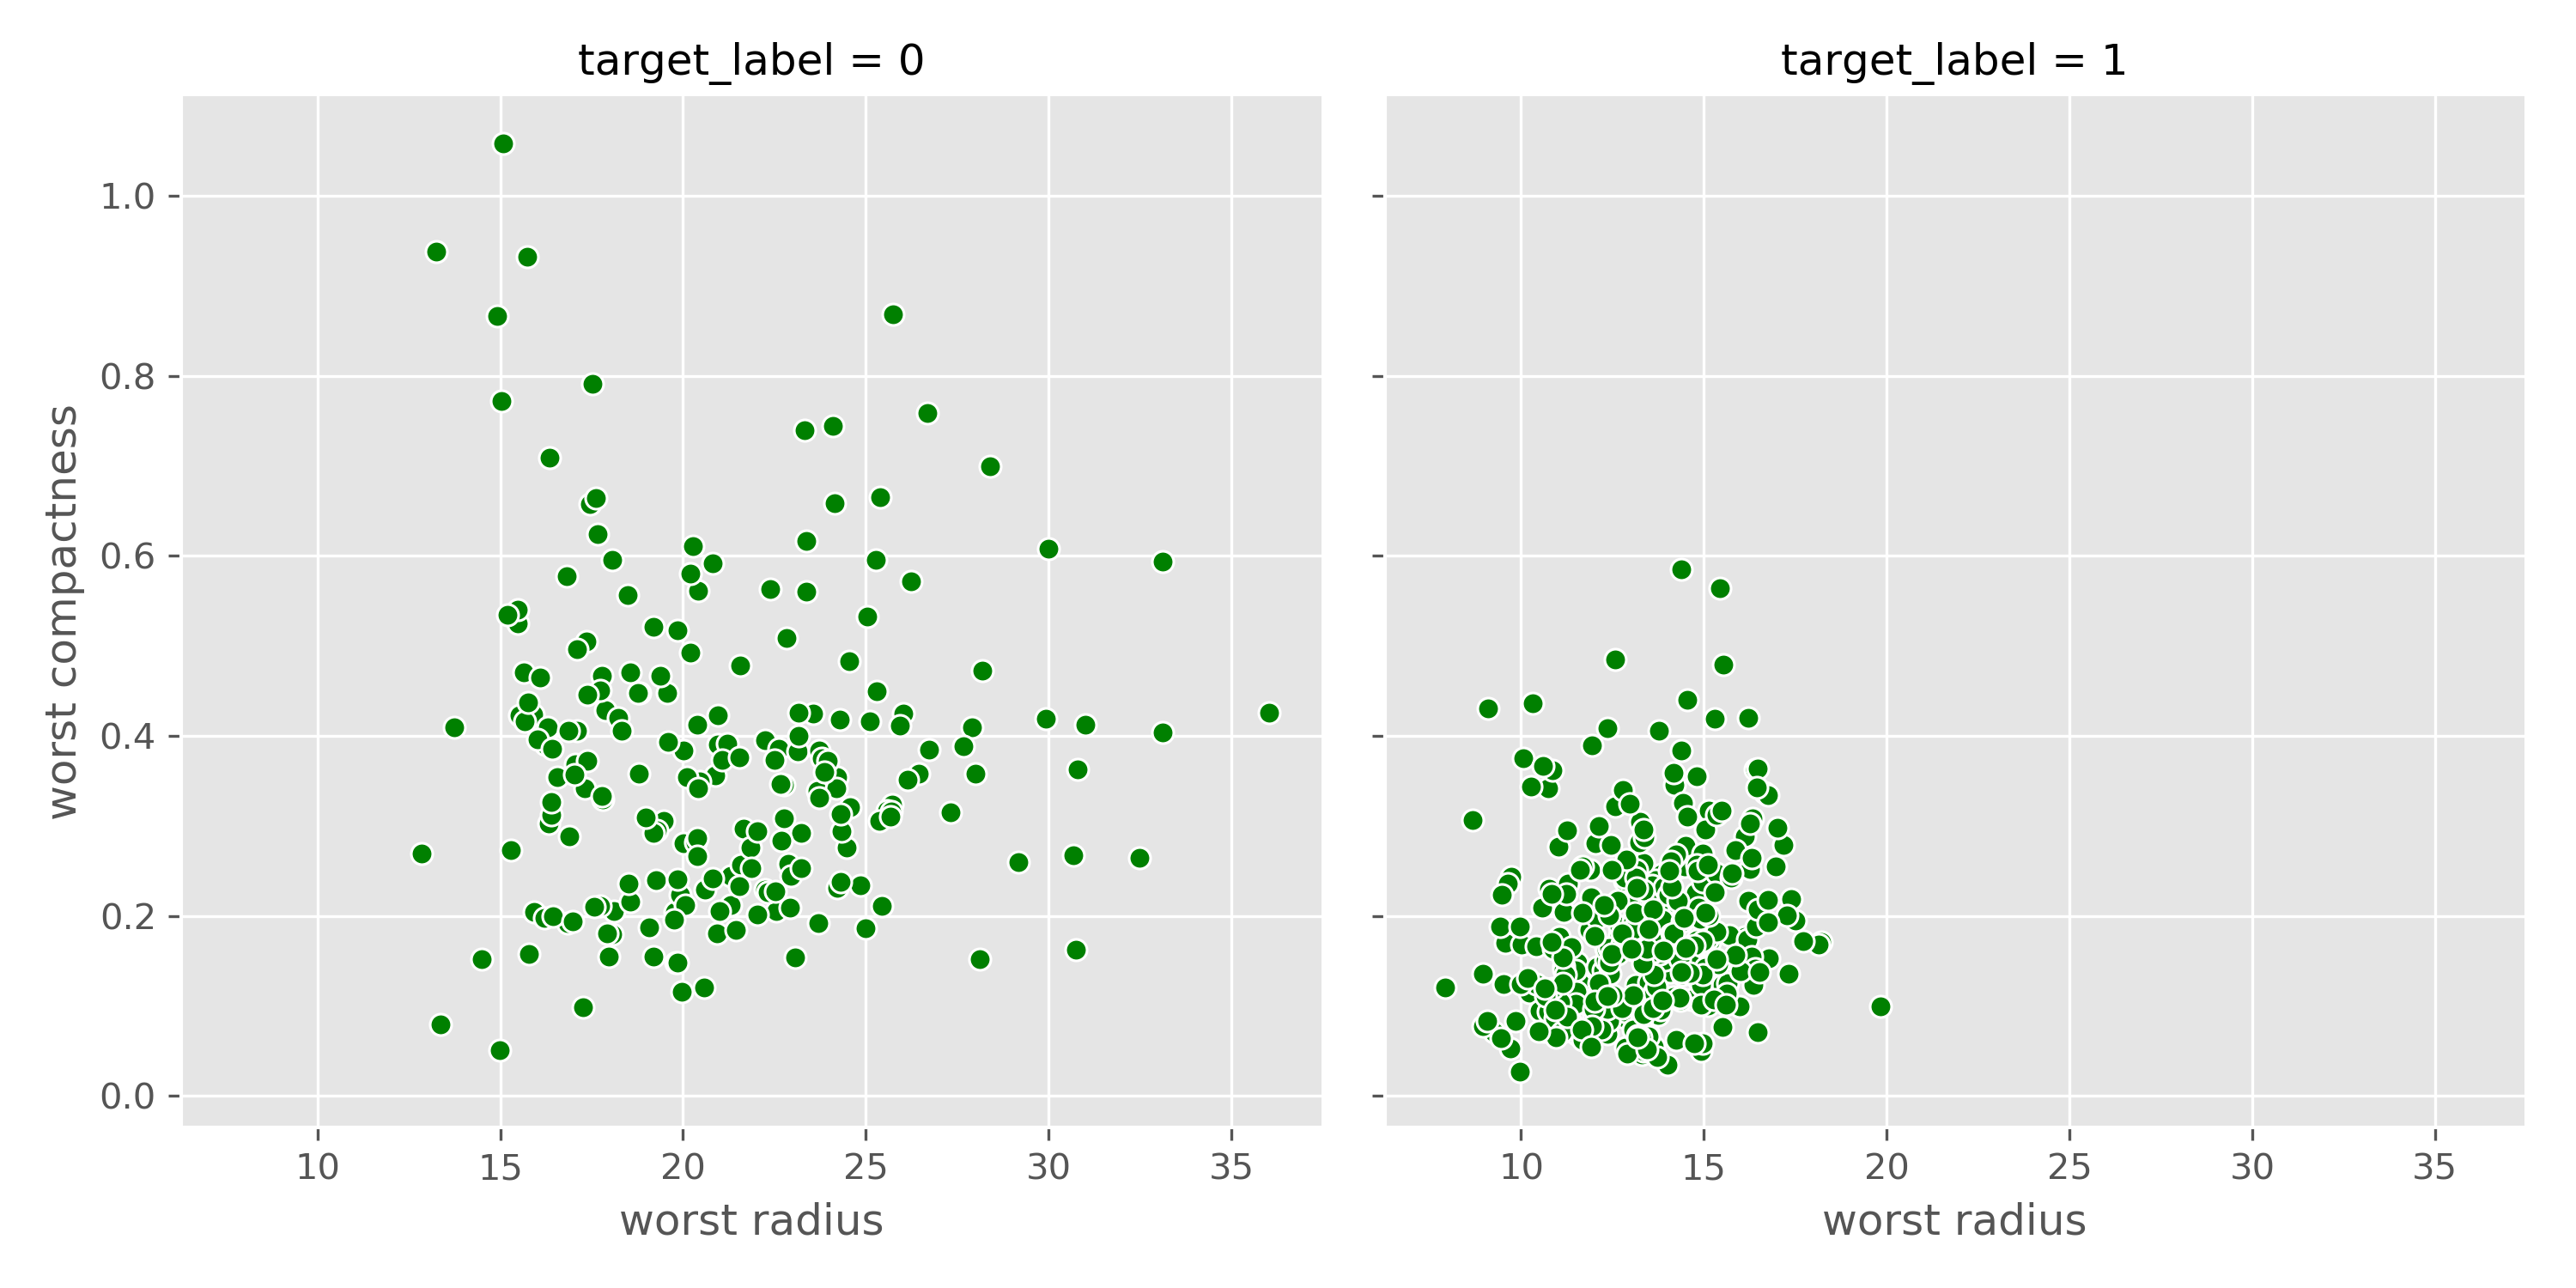 target_label = 0
target_label = 1
worst compactness
1.0
0.8
0.6
0.4
0.2
0.0
10 15 20 25 30 35
10 15 20 25 30 35
worst radius
worst radius